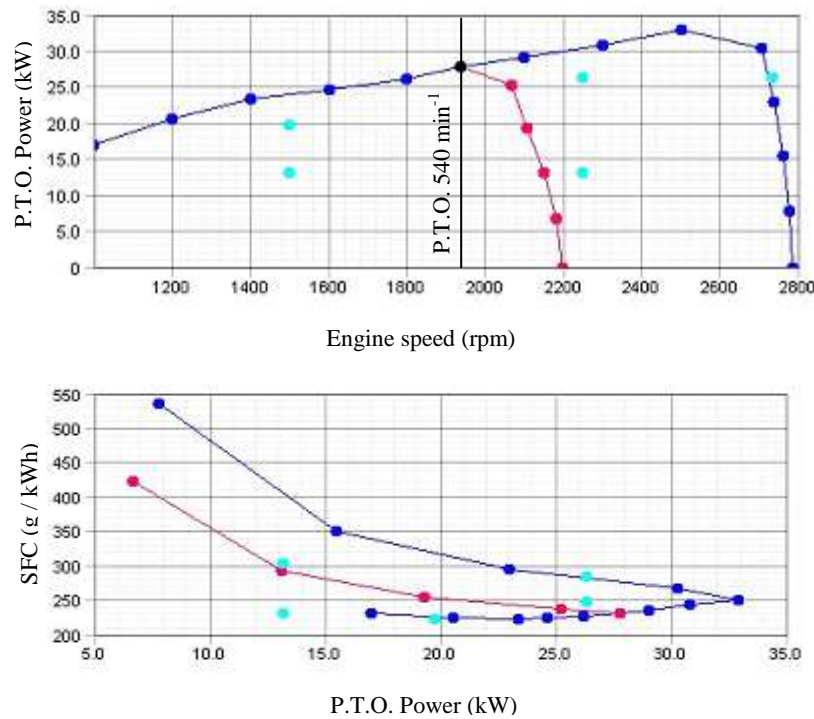 P.T.O. Power (kW)
35.0
30.0
25.0
20.0
15.0
10.0
5.0
0
P.T.O. 540 min⁻¹
1200 1400 1600 1800 2000 2200 2400 2600 2800
Engine speed (rpm)
SFC (g / kWh)
550
500
450
400
350
300
250
200
5.0 10.0 15.0 20.0 25.0 30.0 35.0
P.T.O. Power (kW)